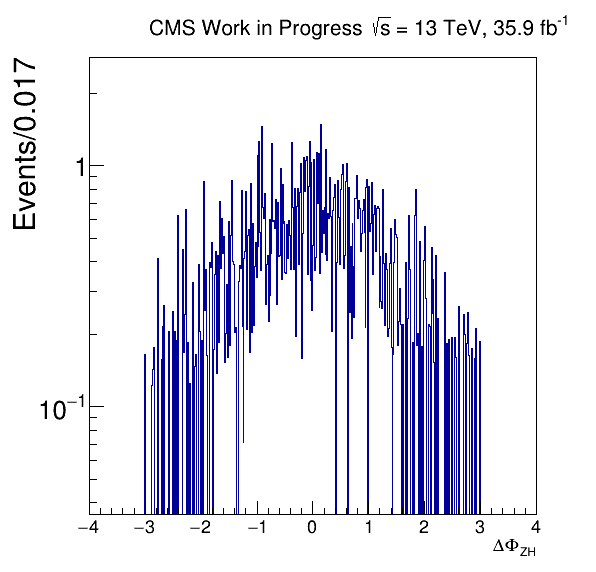 CMS Work in Progress √s = 13 TeV, 35.9 fb⁻¹
Events/0.017
1
10⁻¹
−4 −3 −2 −1 0 1 2 3 4
ΔΦ_ZH